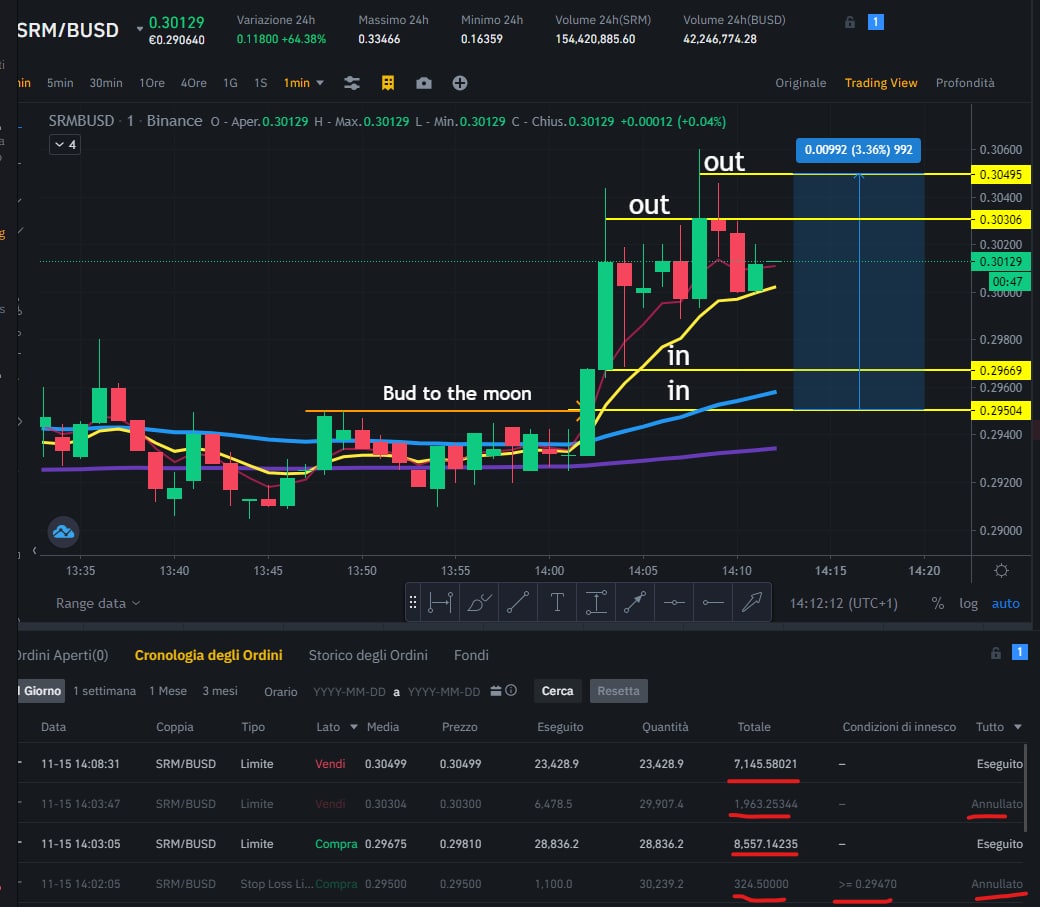 SRM/BUSD
0.30129
€0.290640
Variazione 24h
0.11800 +64.38%
Massimo 24h
0.33466
Minimo 24h
0.16359
Volume 24h(SRM)
154,420,885.60
Volume 24h(BUSD)
42,246,774.28
1
in 5min 30min 1Ore 4Ore 1G 1S 1min Originale Trading View Profondità
SRMBUSD · 1 · Binance O - Aper.0.30129 H - Max.0.30129 L - Min.0.30129 C - Chius.0.30129 +0.00012 (+0.04%)
4
0.00992 (3.36%) 992
out
out
in
in
Bud to the moon
0.30600
0.30495
0.30400
0.30306
0.30200
0.30129
00:47
0.30000
0.29800
0.29669
0.29600
0.29504
0.29400
0.29200
0.29000
13:35 13:40 13:45 13:50 13:55 14:00 14:05 14:10 14:15 14:20
Range data T 14:12:12 (UTC+1) % log auto
Ordini Aperti(0) Cronologia degli Ordini Storico degli Ordini Fondi 1
1 Giorno 1 settimana 1 Mese 3 mesi Orario YYYY-MM-DD a YYYY-MM-DD Cerca Resetta
Data Coppia Tipo Lato Media Prezzo Eseguito Quantità Totale Condizioni di innesco Tutto
11-15 14:08:31 SRM/BUSD Limite Vendi 0.30499 0.30499 23,428.9 23,428.9 7,145.58021 – Eseguito
11-15 14:03:47 SRM/BUSD Limite Vendi 0.30304 0.30300 6,478.5 29,907.4 1,963.25344 – Annullato
11-15 14:03:05 SRM/BUSD Limite Compra 0.29675 0.29810 28,836.2 28,836.2 8,557.14235 – Eseguito
11-15 14:02:05 SRM/BUSD Stop Loss Li... Compra 0.29500 0.29500 1,100.0 30,239.2 324.50000 >= 0.29470 Annullato